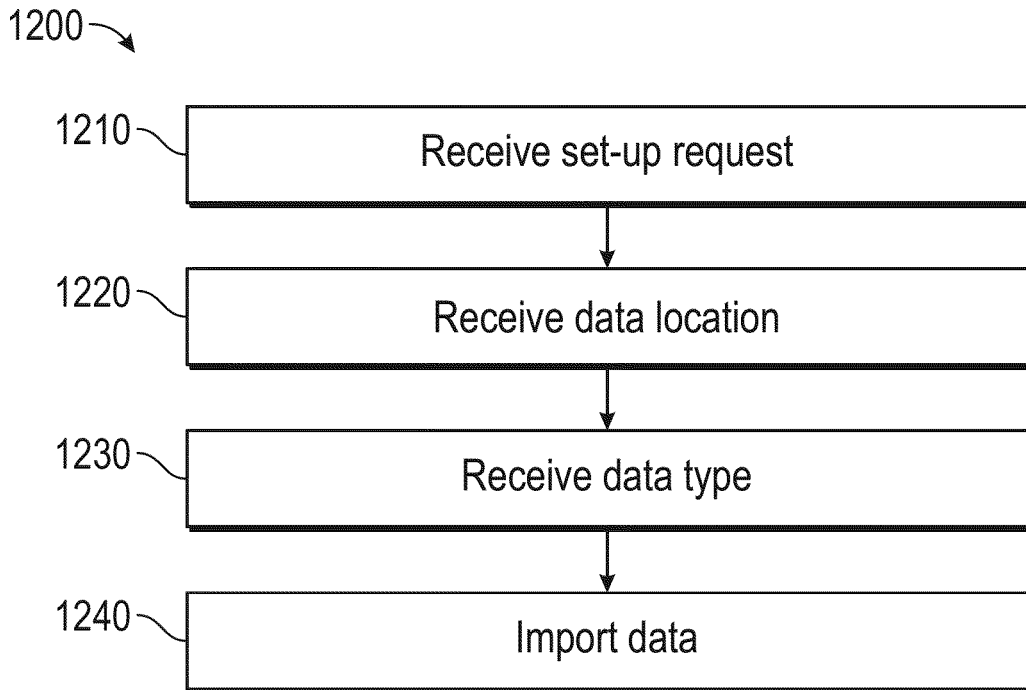 1200
1210
Receive set-up request
1220
Receive data location
1230
Receive data type
1240
Import data